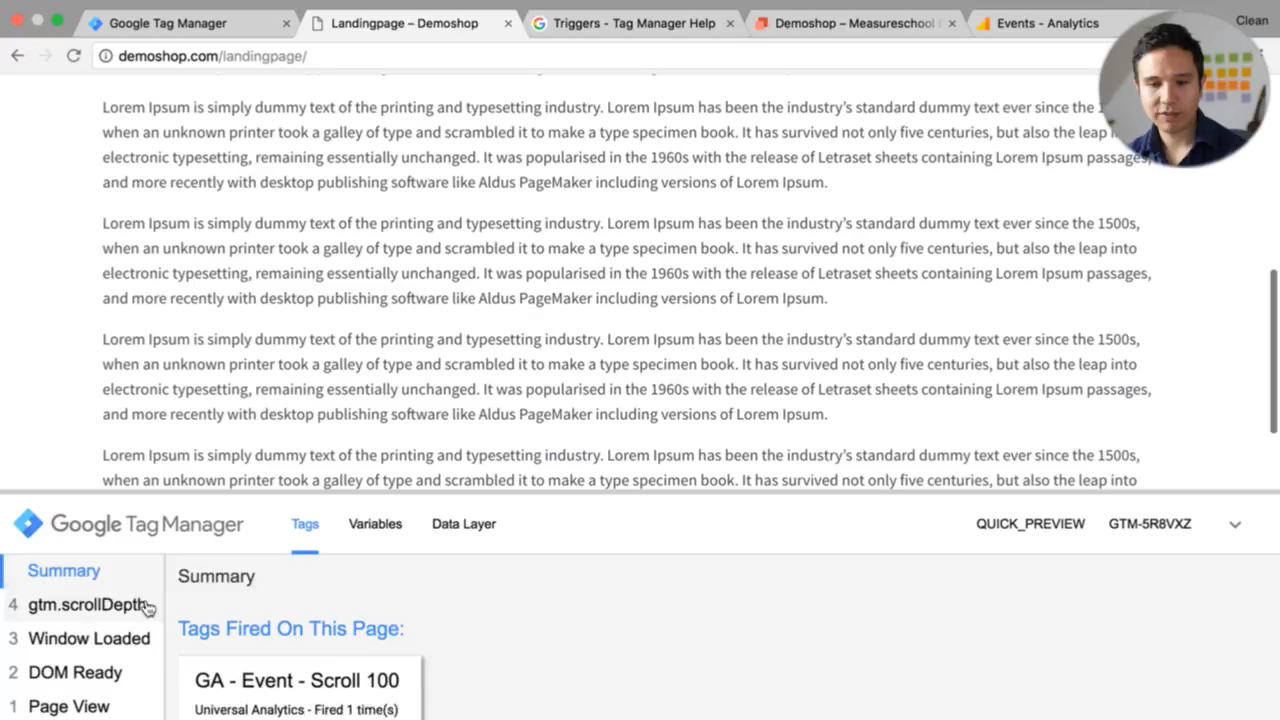 Google Tag Manager
Landingpage – Demoshop
Triggers - Tag Manager Help
Demoshop – Measureschool
Events - Analytics
Clean
demoshop.com/landingpage/
Lorem Ipsum is simply dummy text of the printing and typesetting industry. Lorem Ipsum has been the industry's standard dummy text ever since the
when an unknown printer took a galley of type and scrambled it to make a type specimen book. It has survived not only five centuries, but also the leap
electronic typesetting, remaining essentially unchanged. It was popularised in the 1960s with the release of Letraset sheets containing Lorem Ipsum passages,
and more recently with desktop publishing software like Aldus PageMaker including versions of Lorem Ipsum.
Lorem Ipsum is simply dummy text of the printing and typesetting industry. Lorem Ipsum has been the industry's standard dummy text ever since the 1500s,
when an unknown printer took a galley of type and scrambled it to make a type specimen book. It has survived not only five centuries, but also the leap into
electronic typesetting, remaining essentially unchanged. It was popularised in the 1960s with the release of Letraset sheets containing Lorem Ipsum passages,
and more recently with desktop publishing software like Aldus PageMaker including versions of Lorem Ipsum.
Lorem Ipsum is simply dummy text of the printing and typesetting industry. Lorem Ipsum has been the industry's standard dummy text ever since the 1500s,
when an unknown printer took a galley of type and scrambled it to make a type specimen book. It has survived not only five centuries, but also the leap into
electronic typesetting, remaining essentially unchanged. It was popularised in the 1960s with the release of Letraset sheets containing Lorem Ipsum passages,
and more recently with desktop publishing software like Aldus PageMaker including versions of Lorem Ipsum.
Lorem Ipsum is simply dummy text of the printing and typesetting industry. Lorem Ipsum has been the industry's standard dummy text ever since the 1500s,
when an unknown printer took a galley of type and scrambled it to make a type specimen book. It has survived not only five centuries, but also the leap into
Google Tag Manager
Tags
Variables
Data Layer
QUICK_PREVIEW
GTM-5R8VXZ
Summary
4 gtm.scrollDepth
3 Window Loaded
2 DOM Ready
1 Page View
Summary
Tags Fired On This Page:
GA - Event - Scroll 100
Universal Analytics - Fired 1 time(s)